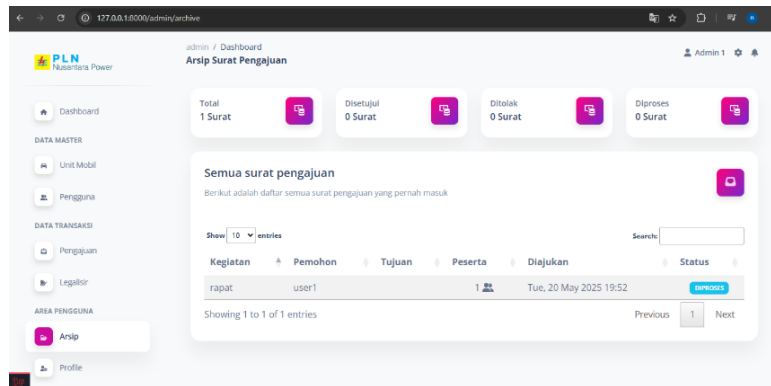 127.0.0.1:8000/admin/archive
PLN
Nusantara Power
admin / Dashboard
Arsip Surat Pengajuan
Admin 1
Dashboard
DATA MASTER
Unit Mobil
Pengguna
DATA TRANSAKSI
Pengajuan
Legalisir
AREA PENGGUNA
Arsip
Profile
Total
1 Surat
Disetujui
0 Surat
Ditolak
0 Surat
Diproses
0 Surat
Semua surat pengajuan
Berikut adalah daftar semua surat pengajuan yang pernah masuk
Show 10 entries
Search:
Kegiatan Pemohon Tujuan Peserta Diajukan Status
rapat user1 1 Tue, 20 May 2025 19:52 DIPROSES
Showing 1 to 1 of 1 entries
Previous 1 Next